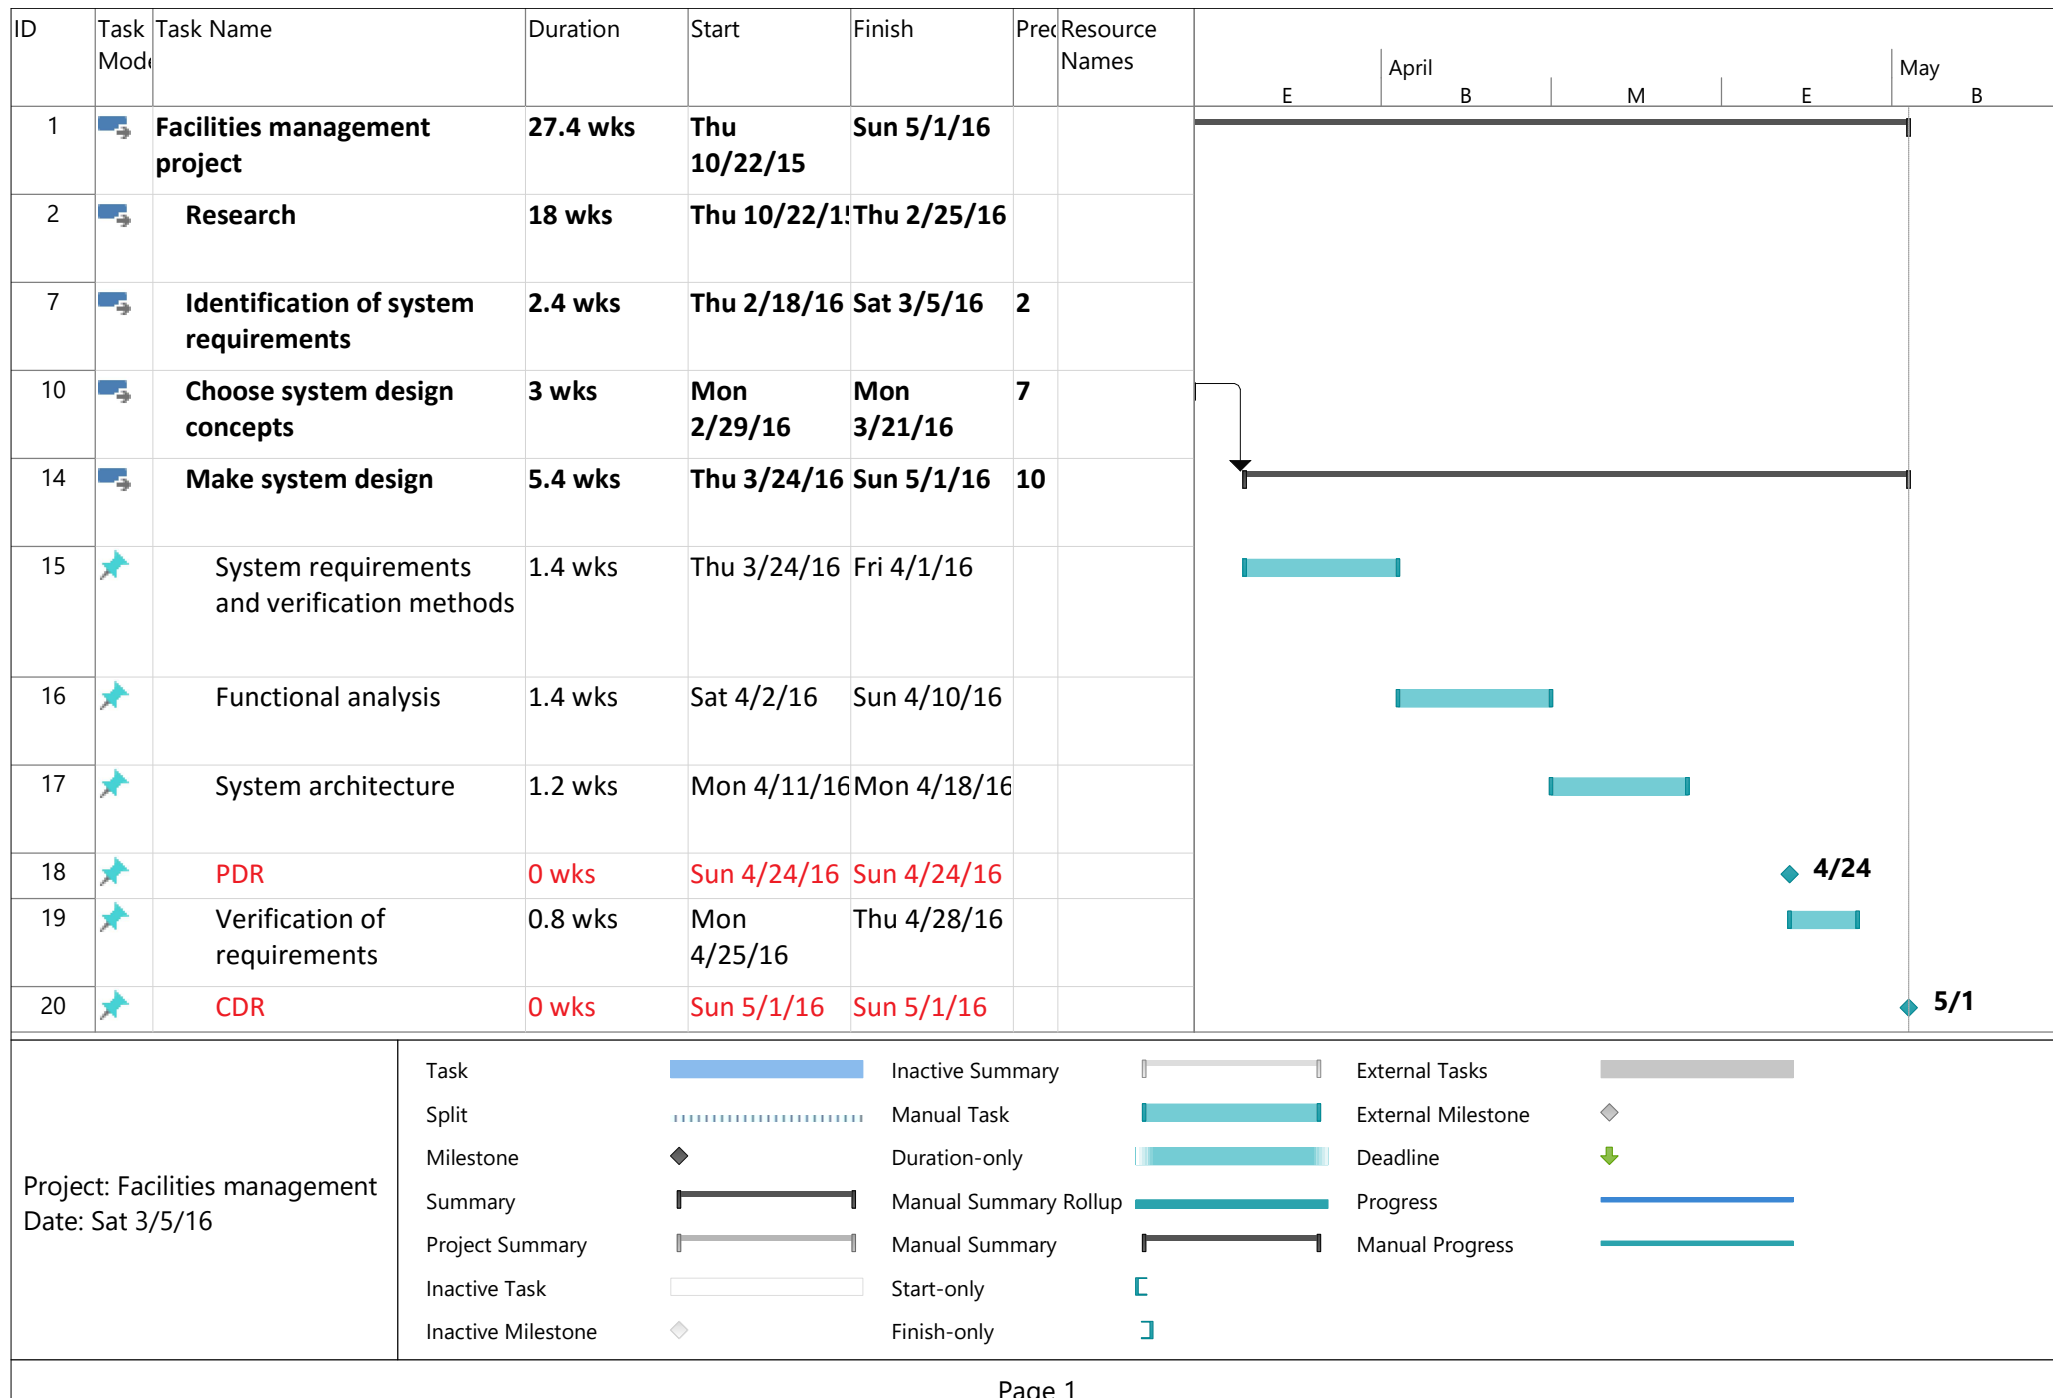 ID Task Mode Task Name Duration Start Finish Prec Resource Names
April May
E B M E B
1 Facilities management 27.4 wks Thu Sun 5/1/16
project 10/22/15
2 Research 18 wks Thu 10/22/15 Thu 2/25/16
7 Identification of system 2.4 wks Thu 2/18/16 Sat 3/5/16 2
requirements
10 Choose system design 3 wks Mon Mon 7
concepts 2/29/16 3/21/16
14 Make system design 5.4 wks Thu 3/24/16 Sun 5/1/16 10
15 System requirements 1.4 wks Thu 3/24/16 Fri 4/1/16
and verification methods
16 Functional analysis 1.4 wks Sat 4/2/16 Sun 4/10/16
17 System architecture 1.2 wks Mon 4/11/16 Mon 4/18/16
18 PDR 0 wks Sun 4/24/16 Sun 4/24/16 4/24
19 Verification of 0.8 wks Mon Thu 4/28/16
requirements 4/25/16
20 CDR 0 wks Sun 5/1/16 Sun 5/1/16 5/1
Project: Facilities management
Date: Sat 3/5/16
Task Inactive Summary External Tasks
Split Manual Task External Milestone
Milestone Duration-only Deadline
Summary Manual Summary Rollup Progress
Project Summary Manual Summary Manual Progress
Inactive Task Start-only
Inactive Milestone Finish-only
Page 1